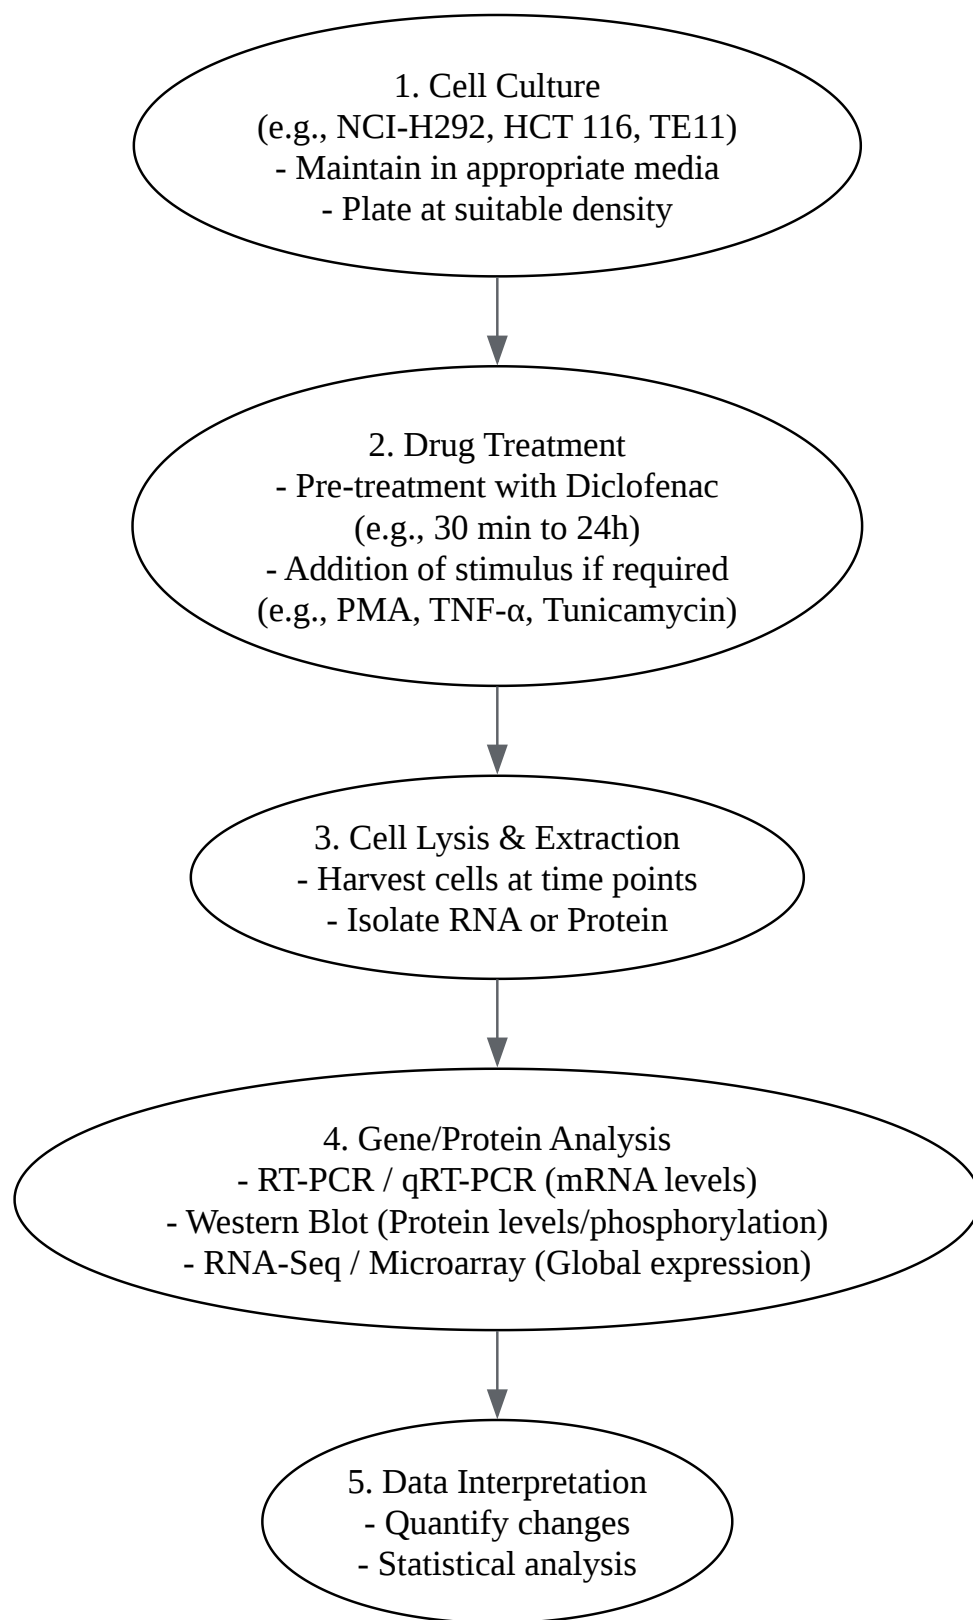 1. Cell Culture
(e.g., NCI-H292, HCT 116, TE11)
- Maintain in appropriate media
- Plate at suitable density
2. Drug Treatment
- Pre-treatment with Diclofenac
(e.g., 30 min to 24h)
- Addition of stimulus if required
(e.g., PMA, TNF-α, Tunicamycin)
3. Cell Lysis & Extraction
- Harvest cells at time points
- Isolate RNA or Protein
4. Gene/Protein Analysis
- RT-PCR / qRT-PCR (mRNA levels)
- Western Blot (Protein levels/phosphorylation)
- RNA-Seq / Microarray (Global expression)
5. Data Interpretation
- Quantify changes
- Statistical analysis